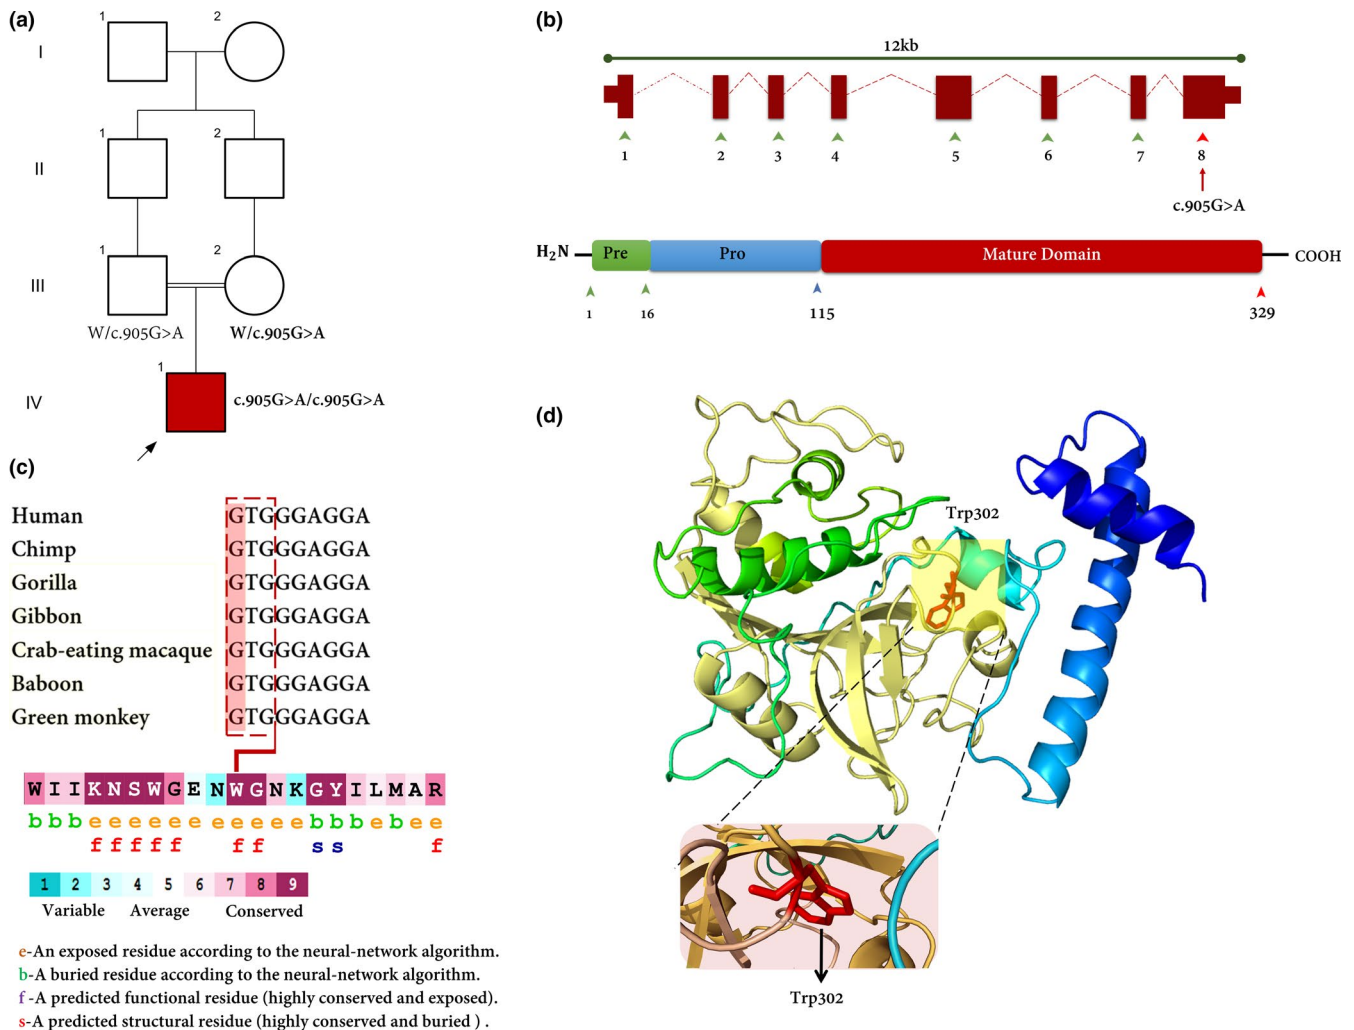 (a)
1
2
I
1
2
II
1
2
III
W/c.905G>A
W/c.905G>A
1
IV
c.905G>A/c.905G>A
(b)
12kb
1 2 3 4 5 6 7 8
c.905G>A
H2N Pre Pro Mature Domain COOH
1 16 115 329
(c)
Human GTGGGAGGA
Chimp GTGGGAGGA
Gorilla GTGGGAGGA
Gibbon GTGGGAGGA
Crab-eating macaque GTGGGAGGA
Baboon GTGGGAGGA
Green monkey GTGGGAGGA
W I I K N S W G E N W G N K G Y I L M A R
b b b e e e e e e e e e e e b b b e b e e
f f f f f f f s s f
1 2 3 4 5 6 7 8 9
Variable Average Conserved
e-An exposed residue according to the neural-network algorithm.
b-A buried residue according to the neural-network algorithm.
f -A predicted functional residue (highly conserved and exposed).
s-A predicted structural residue (highly conserved and buried ) .
(d)
Trp302
Trp302